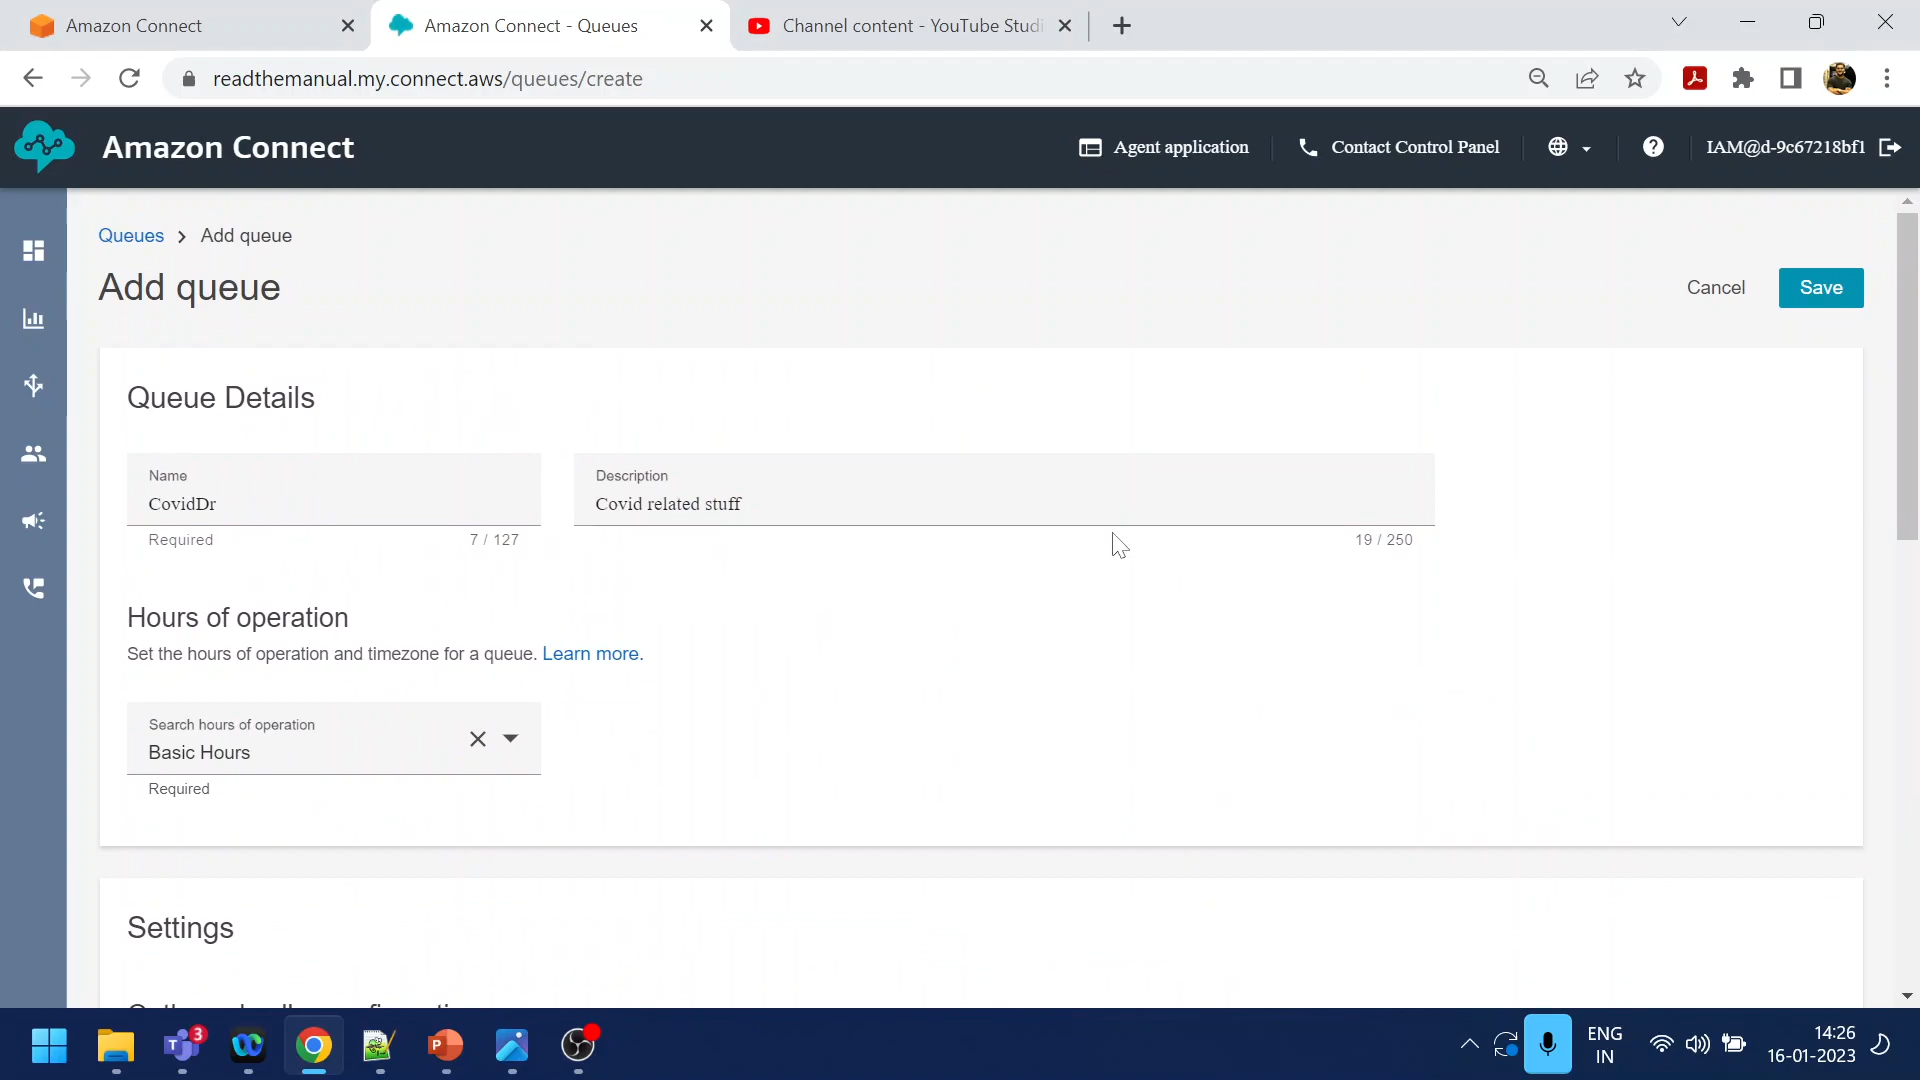 Amazon Connect
Amazon Connect - Queues
Channel content - YouTube Studi
readthemanual.my.connect.aws/queues/create
Amazon Connect
Agent application
Contact Control Panel
IAM@d-9c67218bf1
Queues > Add queue
Add queue
Cancel
Save
Queue Details
Name
CovidDr
Required
7 / 127
Description
Covid related stuff
19 / 250
Hours of operation
Set the hours of operation and timezone for a queue. Learn more.
Search hours of operation
Basic Hours
Required
Settings
3
ENG
IN
14:26
16-01-2023